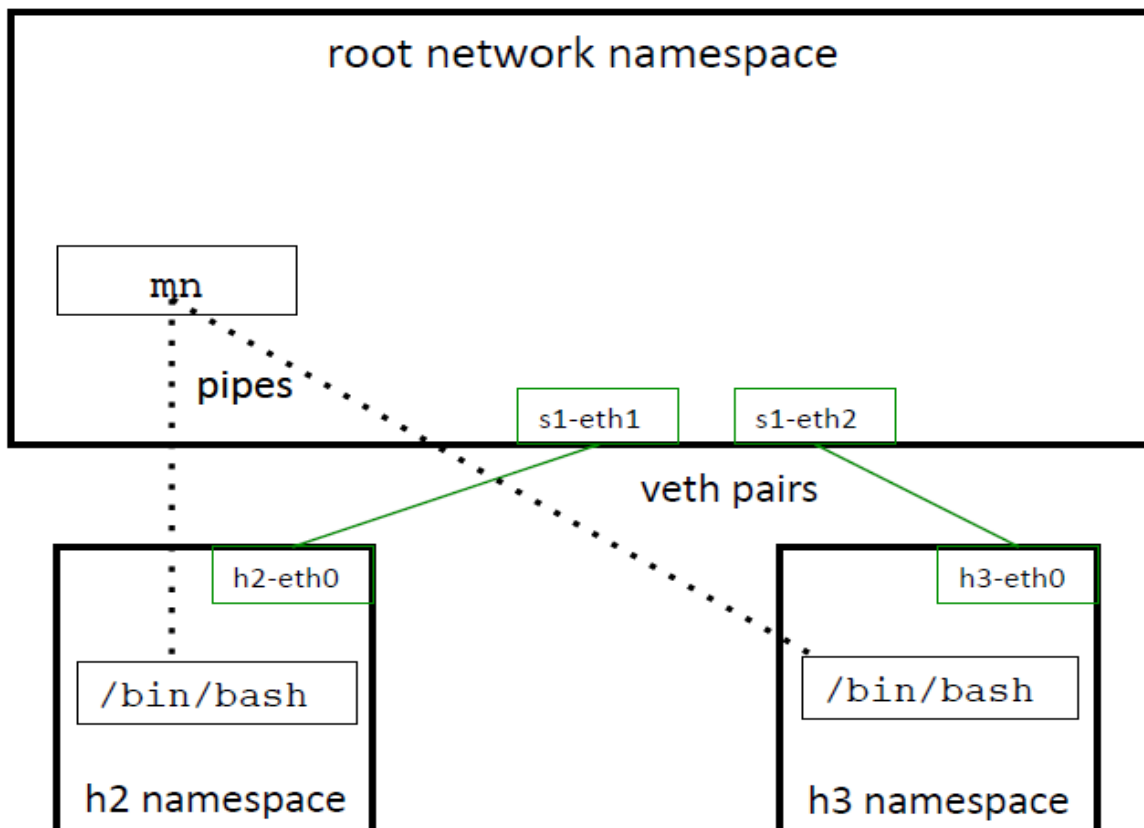 root network namespace
mn
pipes
s1-eth1
s1-eth2
veth pairs
h2-eth0
h3-eth0
/bin/bash
/bin/bash
h2 namespace
h3 namespace